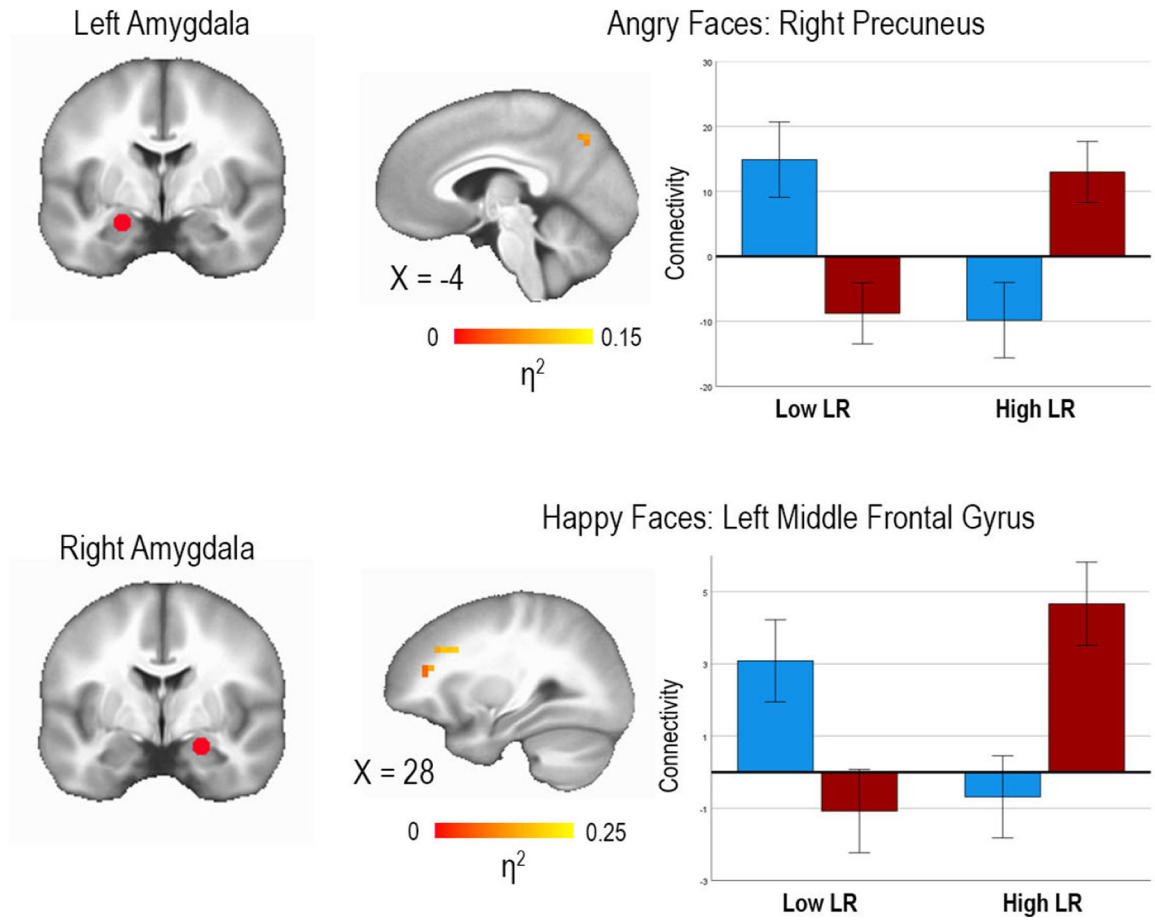 Left Amygdala
Angry Faces: Right Precuneus
X = -4
0 0.15
η²
Connectivity
30
20
10
0
-10
-20
Low LR High LR
Right Amygdala
Happy Faces: Left Middle Frontal Gyrus
X = 28
0 0.25
η²
Connectivity
5
3
1
-1
-3
Low LR High LR